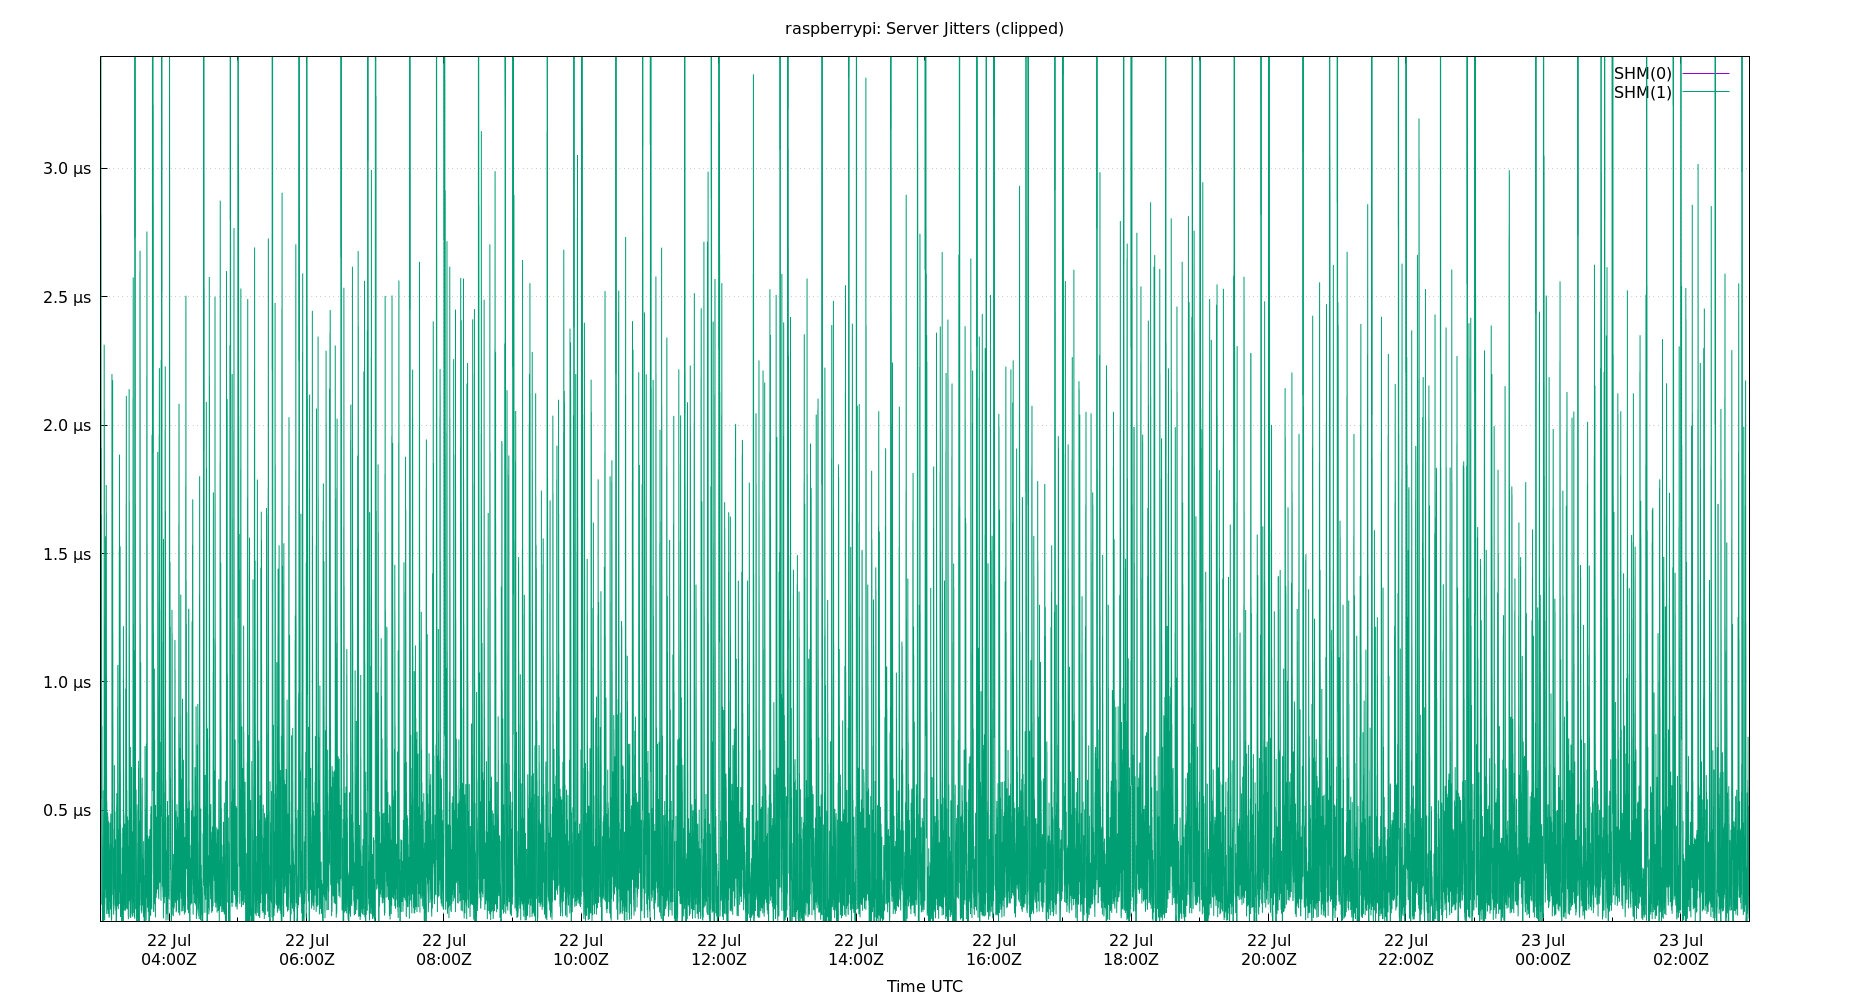 raspberrypi: Server Jitters (clipped)
SHM(0)
SHM(1)
3.0 µs
2.5 µs
2.0 µs
1.5 µs
1.0 µs
0.5 µs
22 Jul 22 Jul 22 Jul 22 Jul 22 Jul 22 Jul 22 Jul 22 Jul 22 Jul 22 Jul 23 Jul 23 Jul
04:00Z 06:00Z 08:00Z 10:00Z 12:00Z 14:00Z 16:00Z 18:00Z 20:00Z 22:00Z 00:00Z 02:00Z
Time UTC